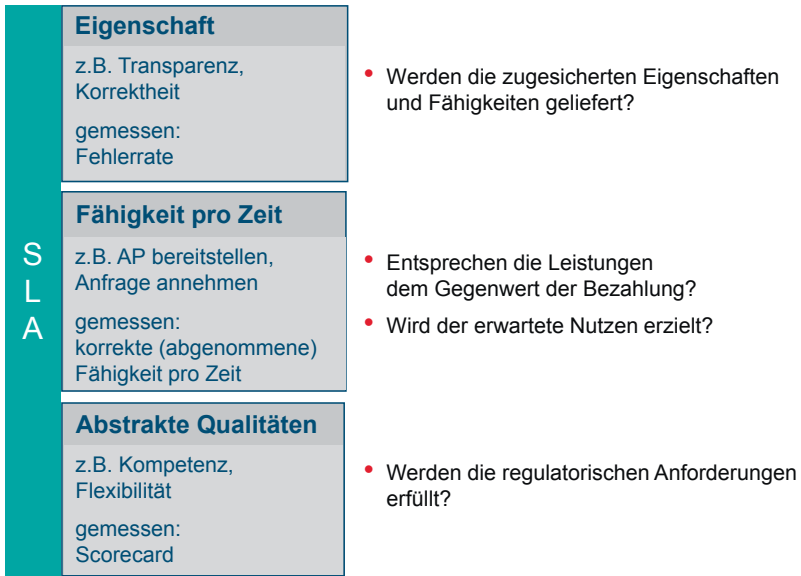 S
L
A
Eigenschaft
z.B. Transparenz,
Korrektheit
gemessen:
Fehlerrate
• Werden die zugesicherten Eigenschaften
und Fähigkeiten geliefert?
Fähigkeit pro Zeit
z.B. AP bereitstellen,
Anfrage annehmen
gemessen:
korrekte (abgenommene)
Fähigkeit pro Zeit
• Entsprechen die Leistungen
dem Gegenwert der Bezahlung?
• Wird der erwartete Nutzen erzielt?
Abstrakte Qualitäten
z.B. Kompetenz,
Flexibilität
gemessen:
Scorecard
• Werden die regulatorischen Anforderungen
erfüllt?